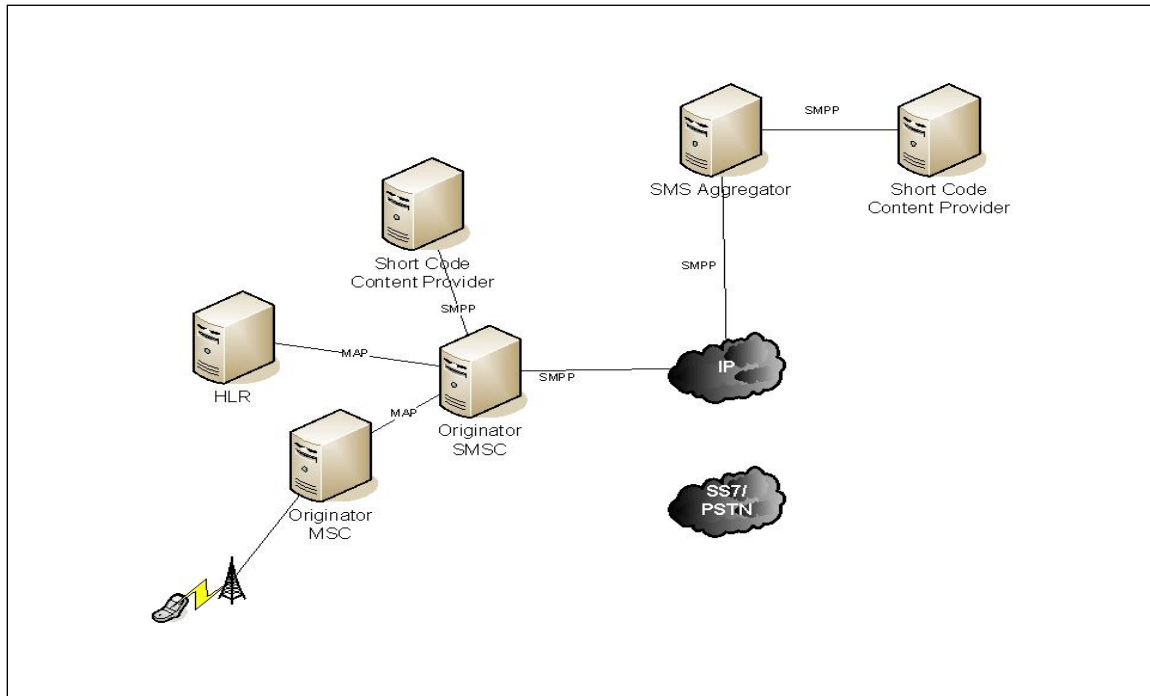 SMPP
SMS Aggregator
Short Code
Content Provider
SMPP
Short Code
Content Provider
SMPP
MAP
HLR
SMPP
IP
MAP
Originator
SMSC
Originator
MSC
SS7/
PSTN